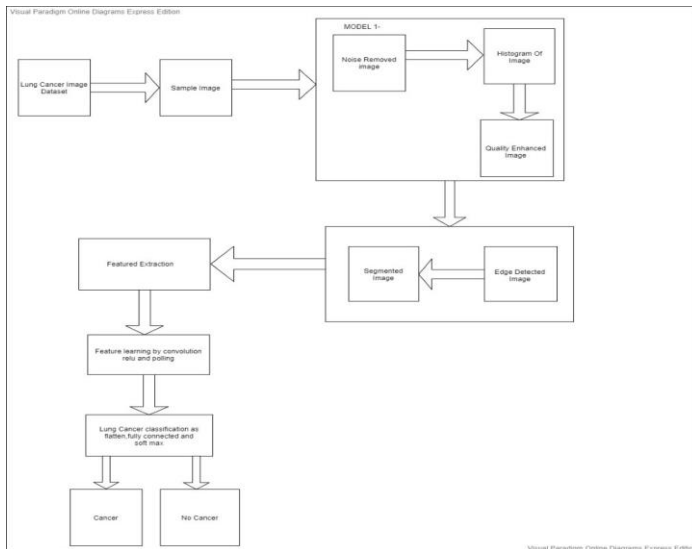 Visual Paradigm Online Diagrams Express Edition
MODEL 1-
Lung Cancer Image
Dataset
Sample Image
Noise Removed
image
Histogram Of
Image
Quality Enhanced
Image
Segmented
Image
Edge Detected
Image
Featured Extraction
Feature learning by convolution
relu and polling
Lung Cancer classification as
flatten,fully connected and
soft max
Cancer
No Cancer
Visual Paradigm Online Diagrams Express Edition